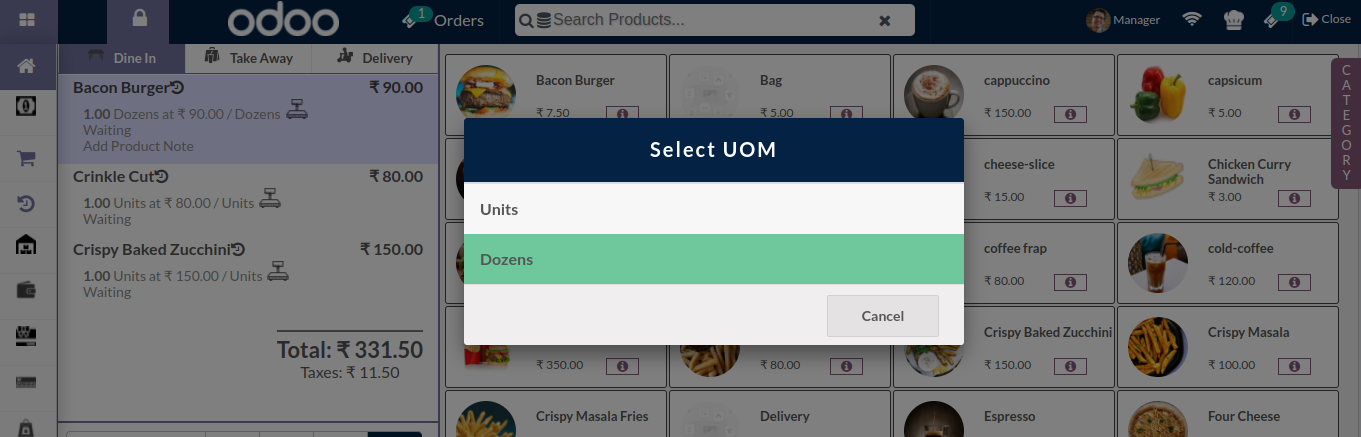 odoo
1
Orders
Search Products...
Manager
9
Close
Dine In
Take Away
Delivery
Bacon Burger
₹ 90.00
1.00 Dozens at ₹ 90.00 / Dozens
Waiting
Add Product Note
Crinkle Cut
₹ 80.00
1.00 Units at ₹ 80.00 / Units
Waiting
Crispy Baked Zucchini
₹ 150.00
1.00 Units at ₹ 150.00 / Units
Waiting
Total: ₹ 331.50
Taxes: ₹ 11.50
Bacon Burger
₹ 7.50
Bag
₹ 5.00
cappuccino
₹ 150.00
capsicum
₹ 5.00
CATEGORY
Select UOM
Units
Dozens
Cancel
cheese-slice
₹ 15.00
Chicken Curry
Sandwich
₹ 3.00
coffee frap
₹ 80.00
cold-coffee
₹ 120.00
₹ 350.00
₹ 80.00
Crispy Baked Zucchini
₹ 150.00
Crispy Masala
₹ 100.00
Crispy Masala Fries
Delivery
Espresso
Four Cheese